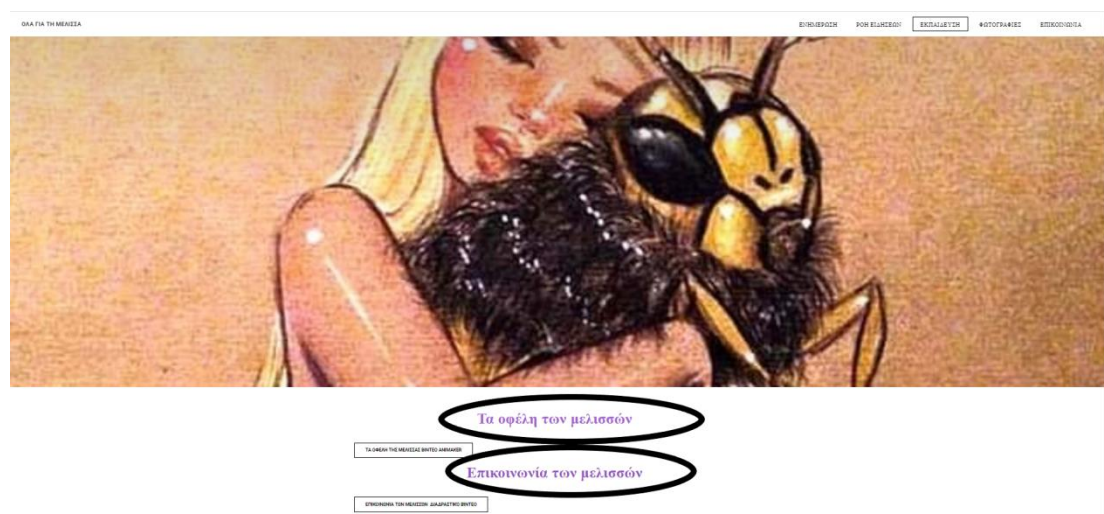 ΟΛΑ ΓΙΑ ΤΗ ΜΕΛΙΣΣΑ
ΕΝΗΜΕΡΩΣΗ ΡΟΗ ΕΙΔΗΣΕΩΝ ΕΚΠΑΙΔΕΥΣΗ ΦΩΤΟΓΡΑΦΙΕΣ ΕΠΙΚΟΙΝΩΝΙΑ
Τα οφέλη των μελισσών
ΤΑ ΟΦΕΛΗ ΤΗΣ ΜΕΛΙΣΣΑΣ ΒΙΝΤΕΟ ANIMAKER
Επικοινωνία των μελισσών
ΕΠΙΚΟΙΝΩΝΙΑ ΤΩΝ ΜΕΛΙΣΣΩΝ ΔΙΑΔΡΑΣΤΙΚΟ ΒΙΝΤΕΟ